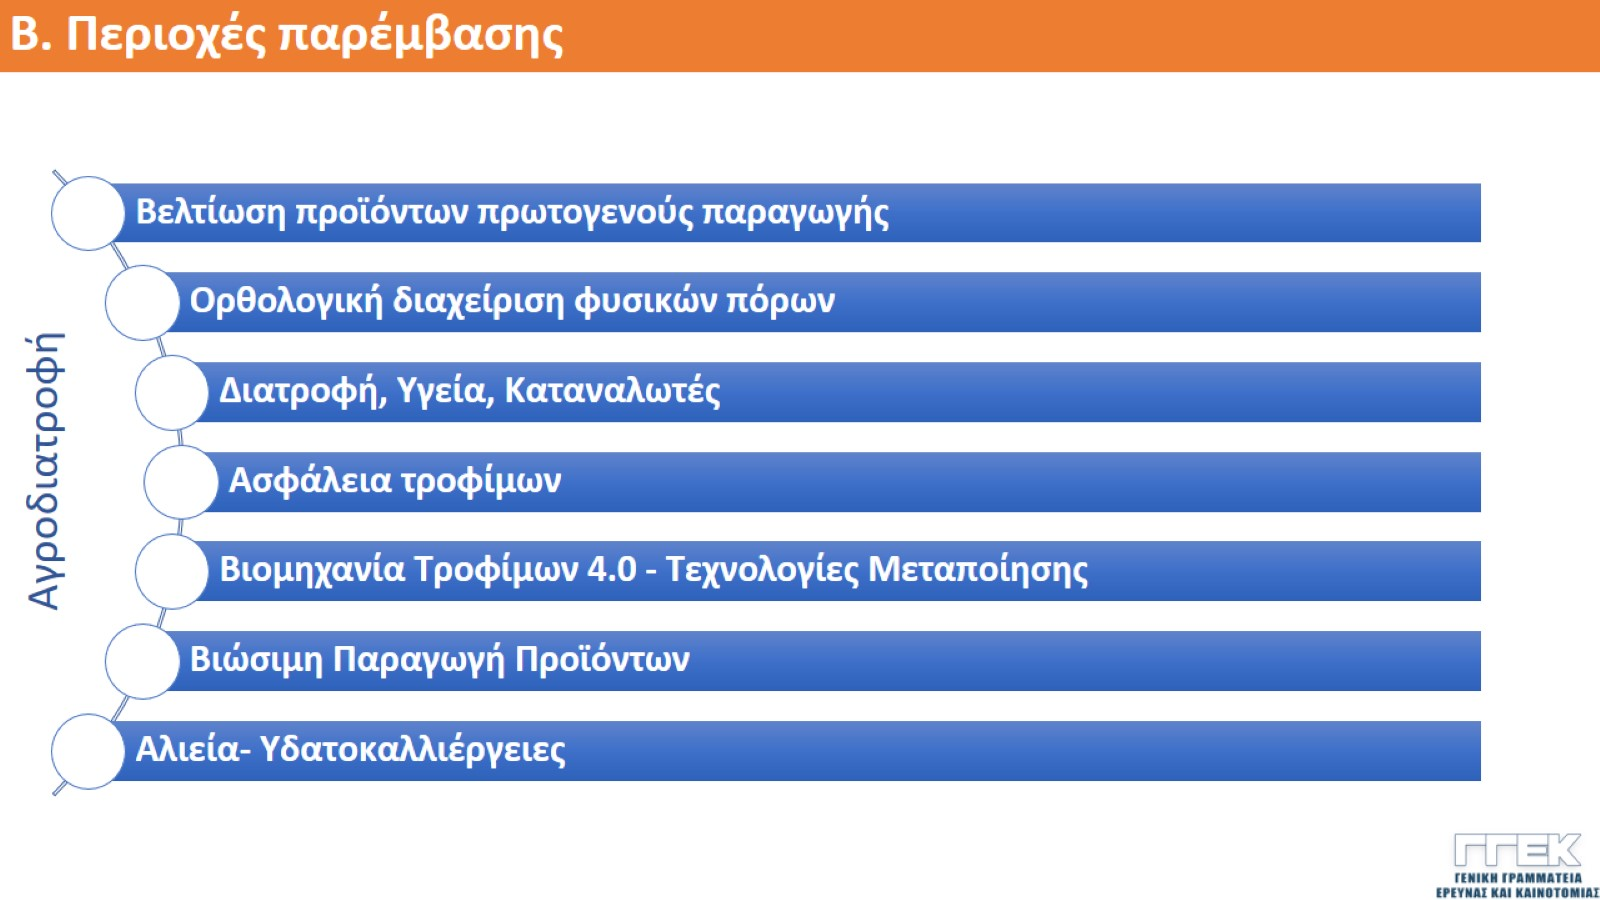 Β. Περιοχές παρέμβασης
Αγροδιατροφή
Βελτίωση προϊόντων πρωτογενούς παραγωγής
Ορθολογική διαχείριση φυσικών πόρων
Διατροφή, Υγεία, Καταναλωτές
Ασφάλεια τροφίμων
Βιομηχανία Τροφίμων 4.0 - Τεχνολογίες Μεταποίησης
Βιώσιμη Παραγωγή Προϊόντων
Αλιεία- Υδατοκαλλιέργειες
ΓΓΕΚ
ΓΕΝΙΚΗ ΓΡΑΜΜΑΤΕΙΑ
ΕΡΕΥΝΑΣ ΚΑΙ ΚΑΙΝΟΤΟΜΙΑΣ